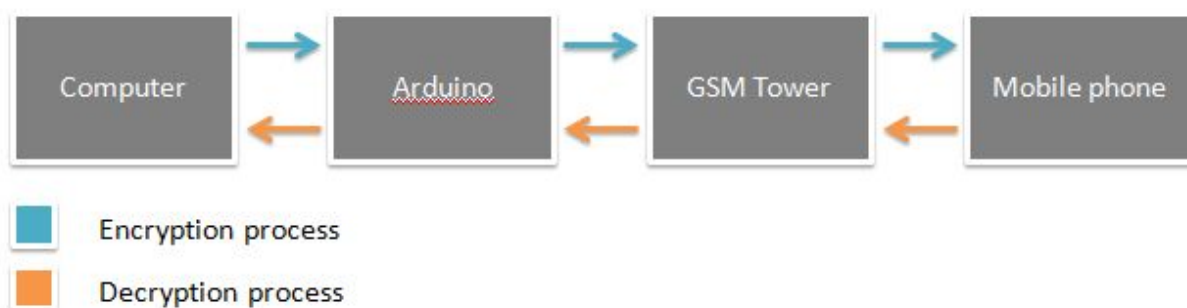 Computer
Arduino
GSM Tower
Mobile phone
Encryption process
Decryption process